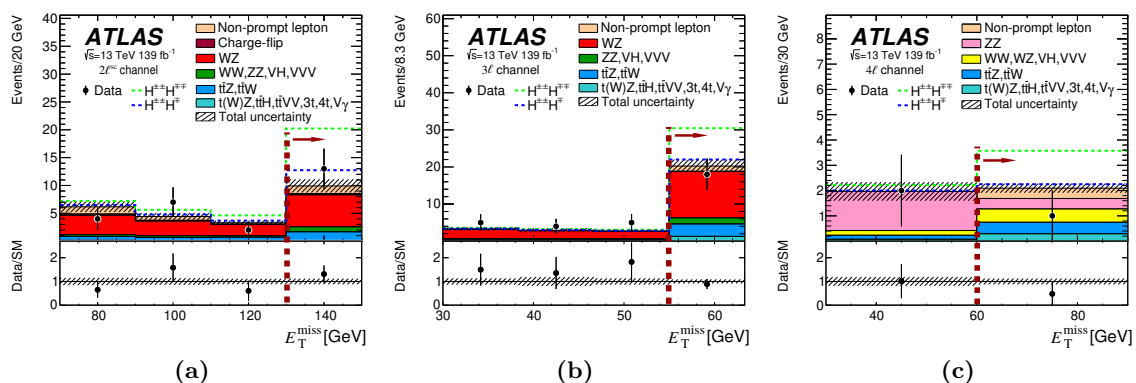 Events/20 GeV
40
35
30
25
20
15
10
5
ATLAS
√s=13 TeV 139 fb⁻¹
2ℓˢᶜ channel
Data
H±±H∓∓
H±±H∓
Non-prompt lepton
Charge-flip
WZ
WW,ZZ,VH,VVV
tt̄Z,tt̄W
t(W)Z,tt̄H,tt̄VV,3t,4t,Vγ
Total uncertainty
Data/SM
2
1
0
80
100
120
140
E_T^miss [GeV]
(a)
Events/8.3 GeV
60
50
40
30
20
10
ATLAS
√s=13 TeV 139 fb⁻¹
3ℓ channel
Data
H±±H∓∓
H±±H∓
Non-prompt lepton
WZ
ZZ,VH,VVV
tt̄Z,tt̄W
t(W)Z,tt̄H,tt̄VV,3t,4t,Vγ
Total uncertainty
Data/SM
2
1
0
30
35
40
45
50
55
60
E_T^miss [GeV]
(b)
Events/30 GeV
8
7
6
5
4
3
2
1
ATLAS
√s=13 TeV 139 fb⁻¹
4ℓ channel
Data
H±±H∓∓
H±±H∓
Non-prompt lepton
ZZ
WW,WZ,VH,VVV
tt̄Z,tt̄W
t(W)Z,tt̄H,tt̄VV,3t,4t,Vγ
Total uncertainty
Data/SM
2
1
0
40
60
80
E_T^miss [GeV]
(c)